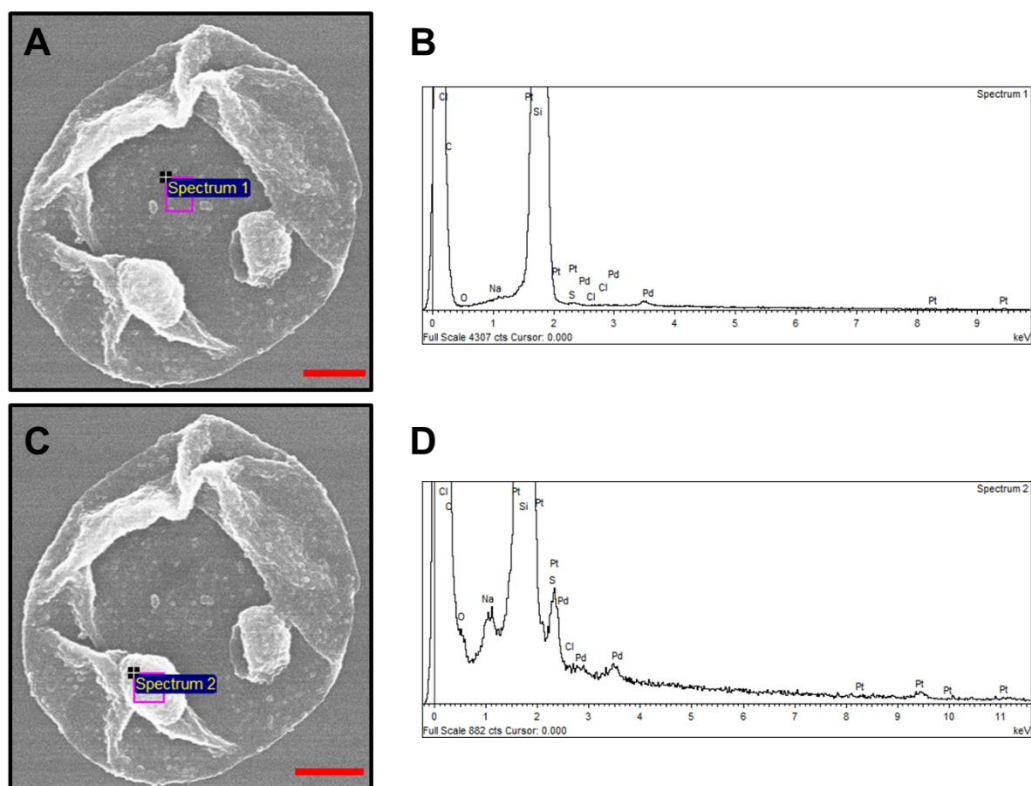 A
Spectrum 1
B
Spectrum 1
Cl
Pt
Si
C
O
Na
Pt
Pt
Pd
Pd
S
Cl
Cl
Pd
Pt
Pt
0 1 2 3 4 5 6 7 8 9
Full Scale 4307 cts Cursor: 0.000
keV
C
Spectrum 2
D
Spectrum 2
Cl
Pt
Pt
C
Si
Pt
S
Na
Pd
O
Cl
Pd
Pd
Pt
Pt
Pt
Pt
0 1 2 3 4 5 6 7 8 9 10 11
Full Scale 882 cts Cursor: 0.000
keV